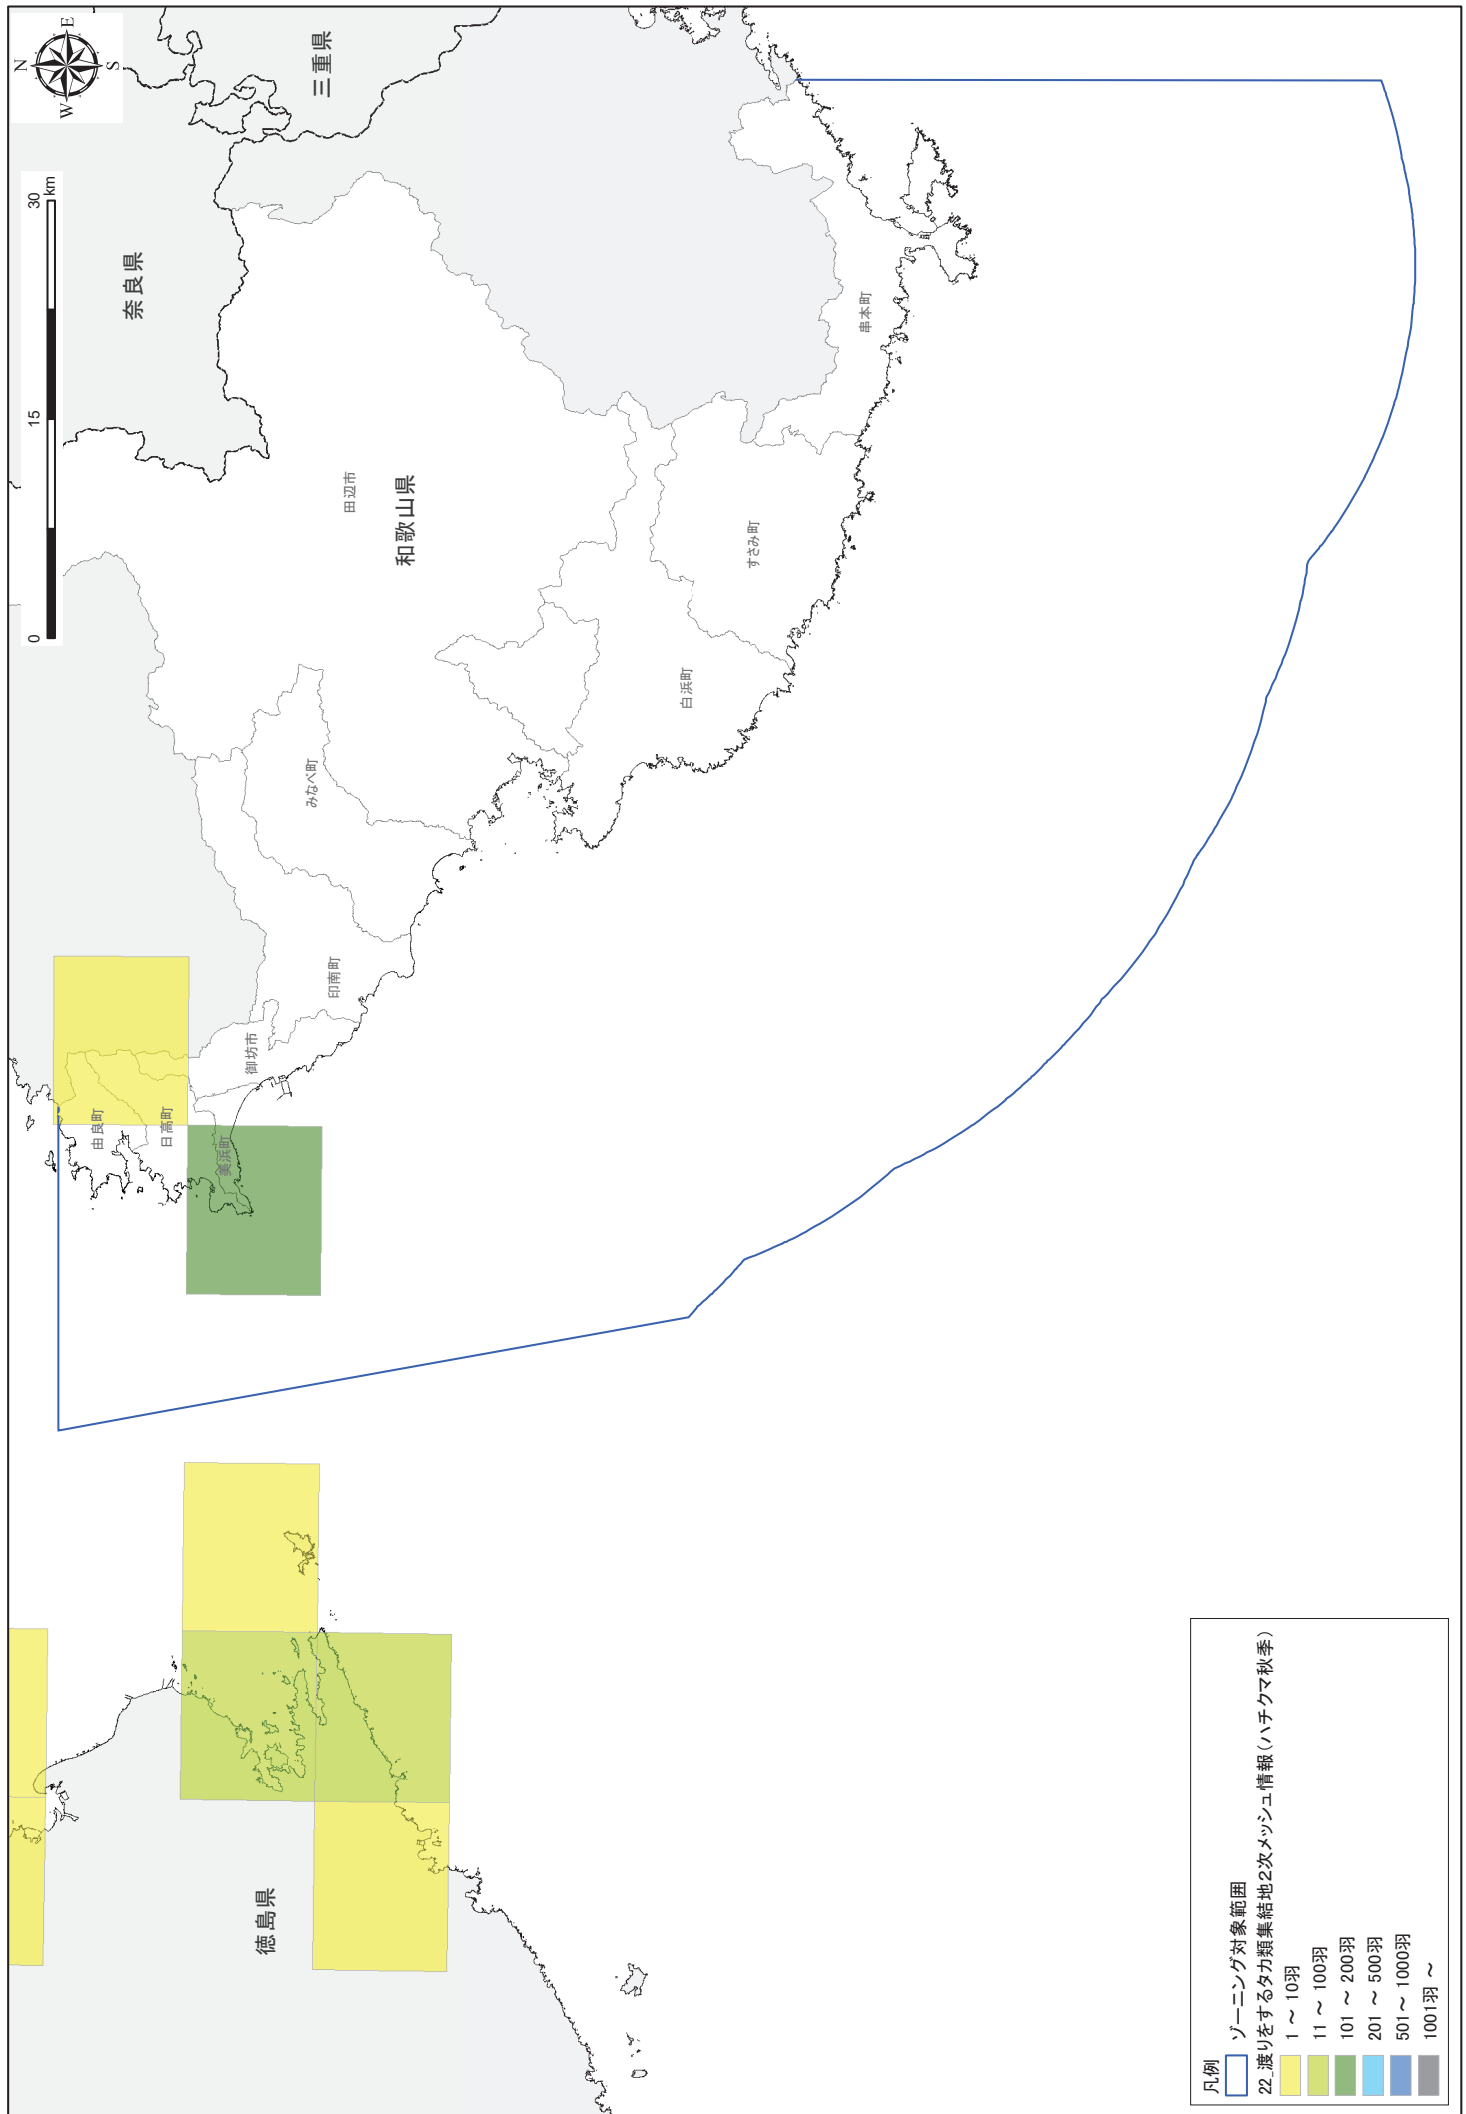 N
W
E
S
0
15
30
km
奈良県
三重県
和歌山県
田辺市
みなべ町
印南町
御坊市
由良町
日高町
美浜町
白浜町
すさみ町
串本町
徳島県
凡例
ゾーニング対象範囲
22_渡りをするタカ類集結地2次メッシュ情報(ハチクマ秋季)
1 ～ 10羽
11 ～ 100羽
101 ～ 200羽
201 ～ 500羽
501 ～ 1000羽
1001羽 ～